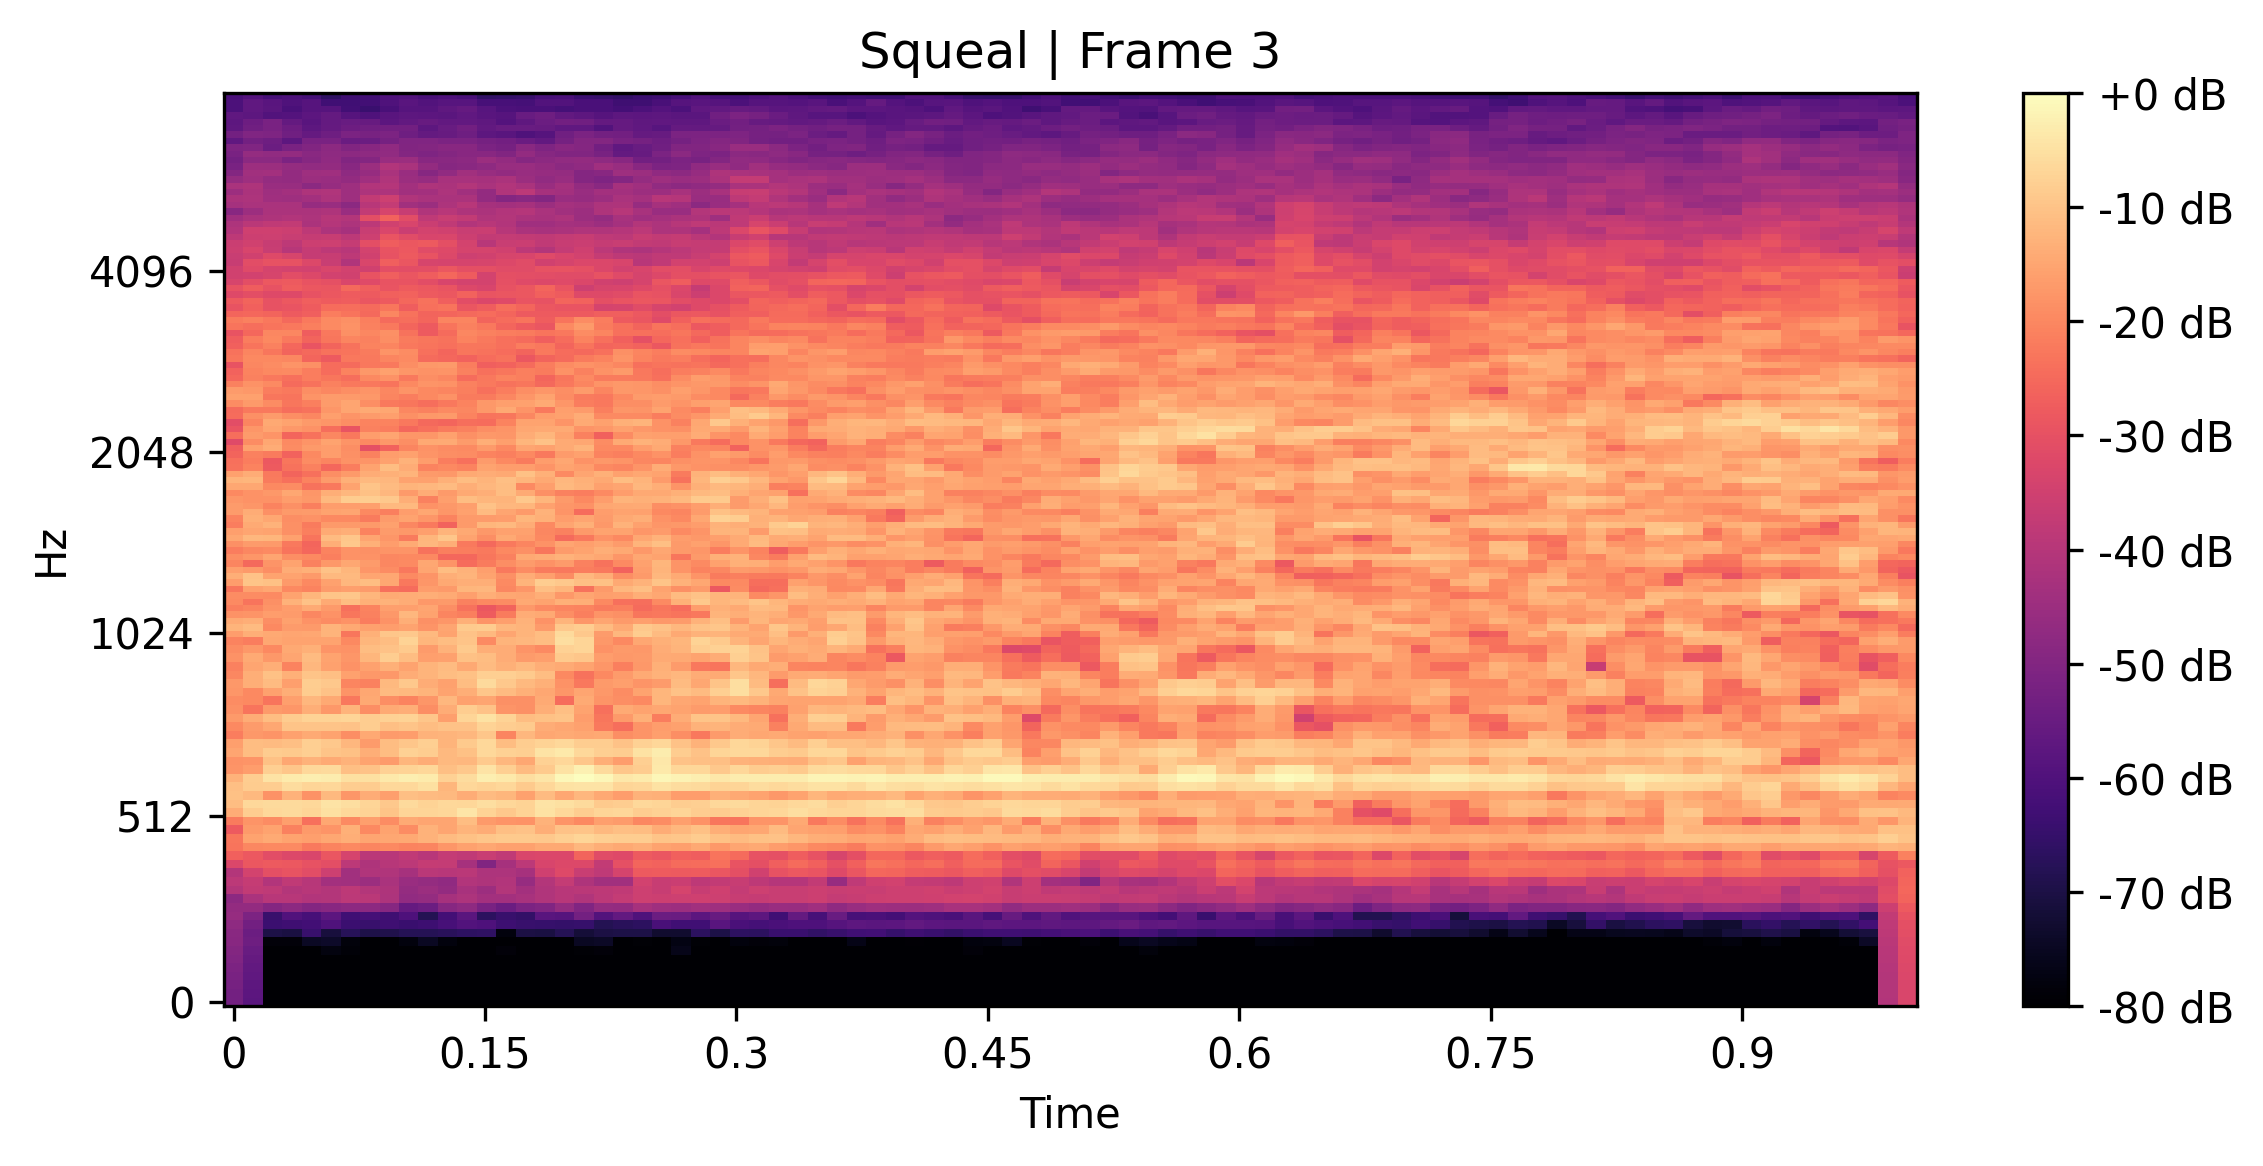 Squeal | Frame 3
+0 dB
-10 dB
-20 dB
-30 dB
-40 dB
-50 dB
-60 dB
-70 dB
-80 dB
Hz
4096
2048
1024
512
0
0 0.15 0.3 0.45 0.6 0.75 0.9
Time